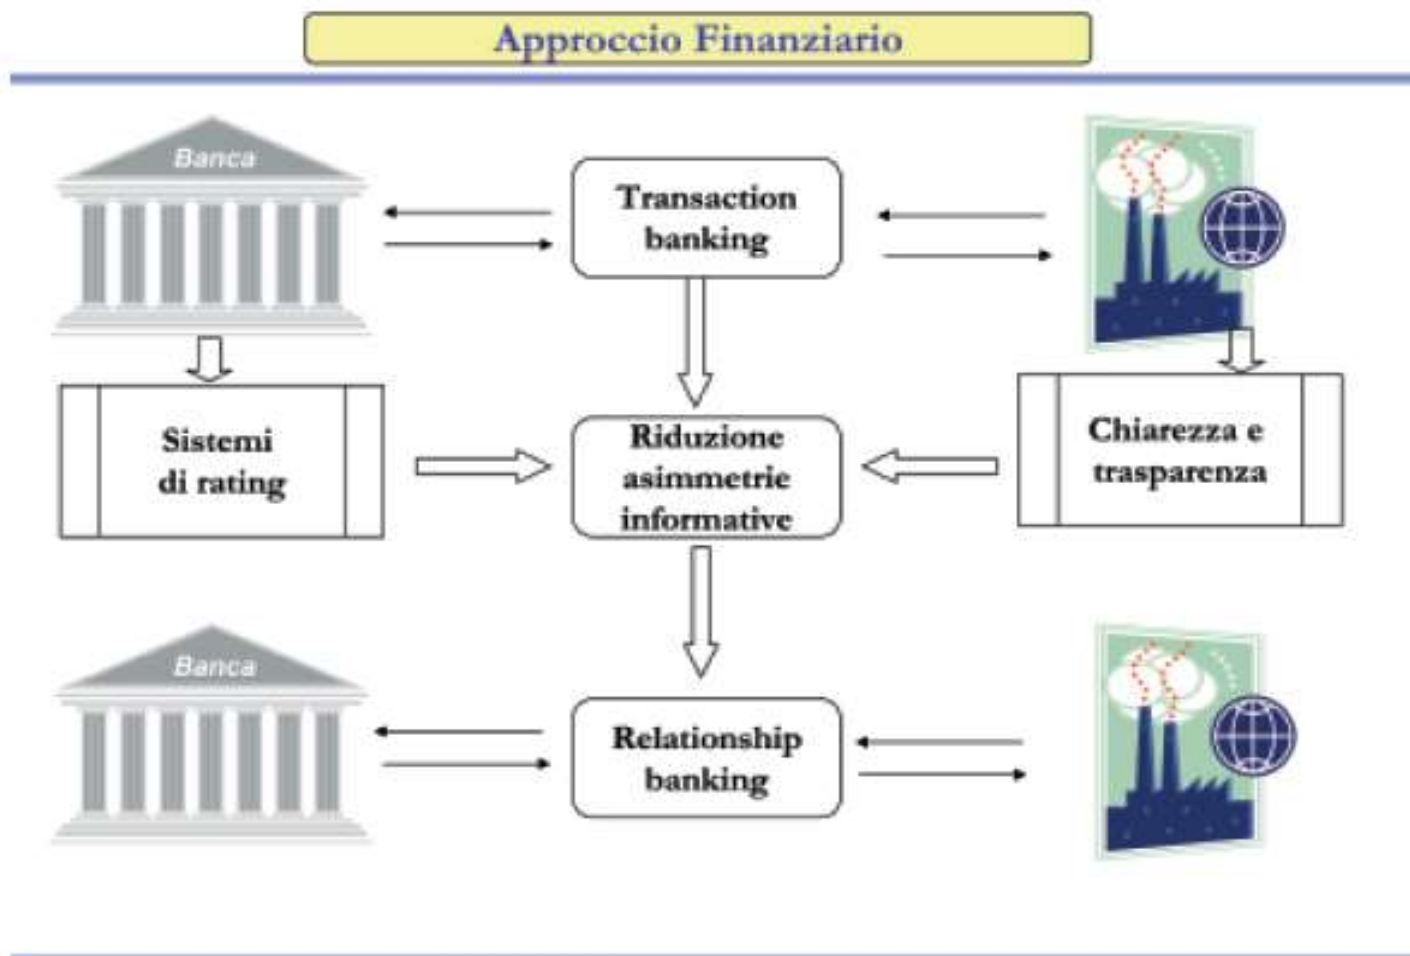 Approccio Finanziario
Banca
Transaction
banking
Sistemi
di rating
Riduzione
asimmetrie
informative
Chiarezza e
trasparenza
Banca
Relationship
banking